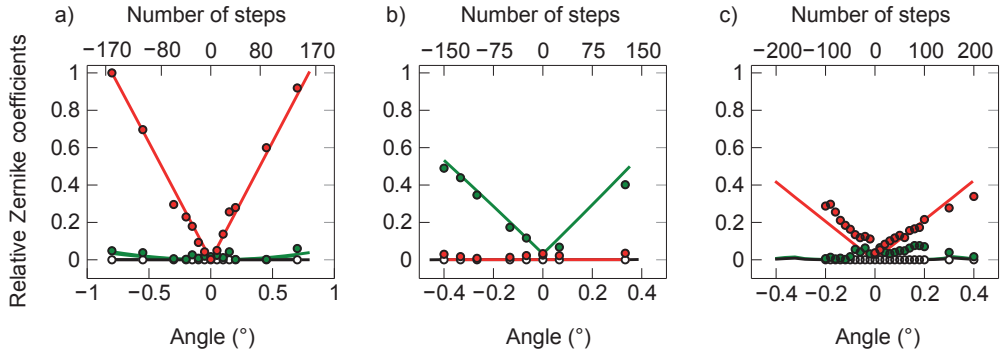 a) Number of steps b) Number of steps c) Number of steps
−170 −80 0 80 170 −150 −75 0 75 150 −200 −100 0 100 200
Relative Zernike coefficients
1 1 1
0.8 0.8 0.8
0.6 0.6 0.6
0.4 0.4 0.4
0.2 0.2 0.2
0 0 0
−1 −0.5 0 0.5 1 −0.4 −0.2 0 0.2 0.4 −0.4 −0.2 0 0.2 0.4
Angle (°) Angle (°) Angle (°)